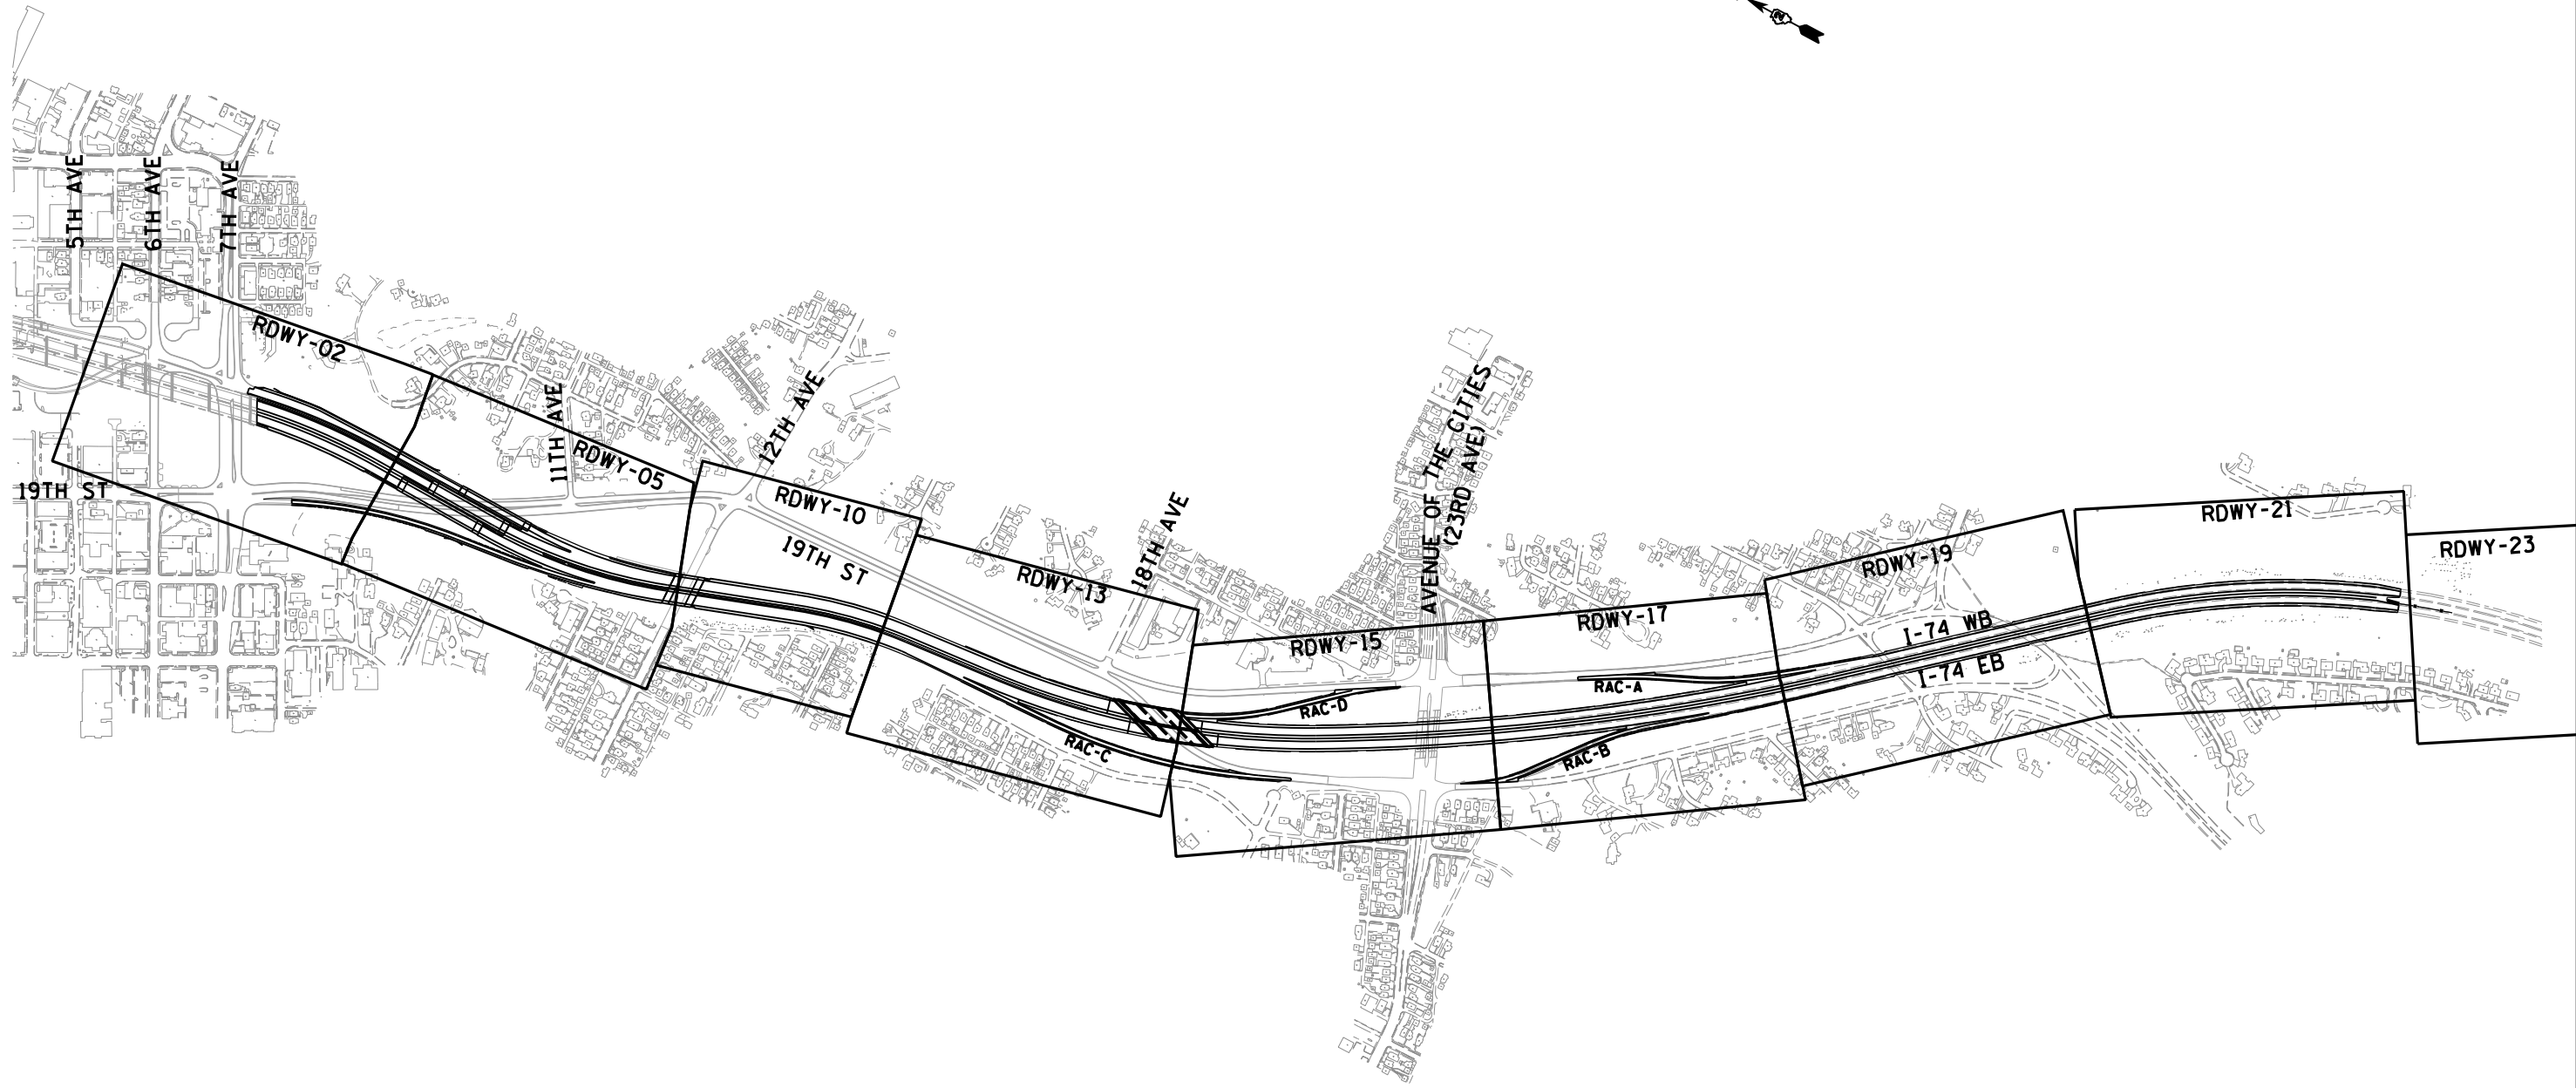 5TH AVE
6TH AVE
7TH AVE
RDWY-02
19TH ST
11TH AVE
RDWY-05
12TH AVE
RDWY-10
19TH ST
RDWY-13
18TH AVE
RAC-C
RDWY-15
RAC-D
AVENUE OF THE CITIES
(23RD AVE)
RDWY-17
RAC-A
RAC-B
RDWY-19
I-74 WB
I-74 EB
RDWY-21
RDWY-23